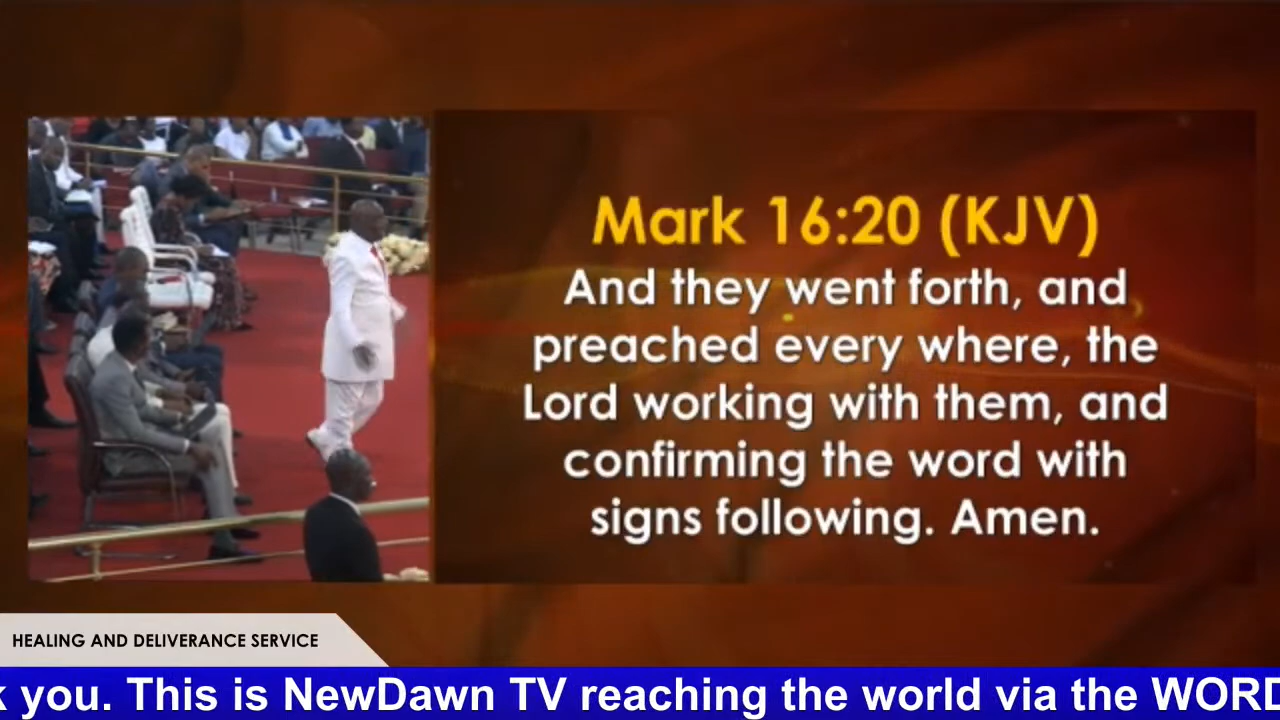 Mark 16:20 (KJV)
And they went forth, and
preached every where, the
Lord working with them, and
confirming the word with
signs following. Amen.
HEALING AND DELIVERANCE SERVICE
k you. This is NewDawn TV reaching the world via the WORD